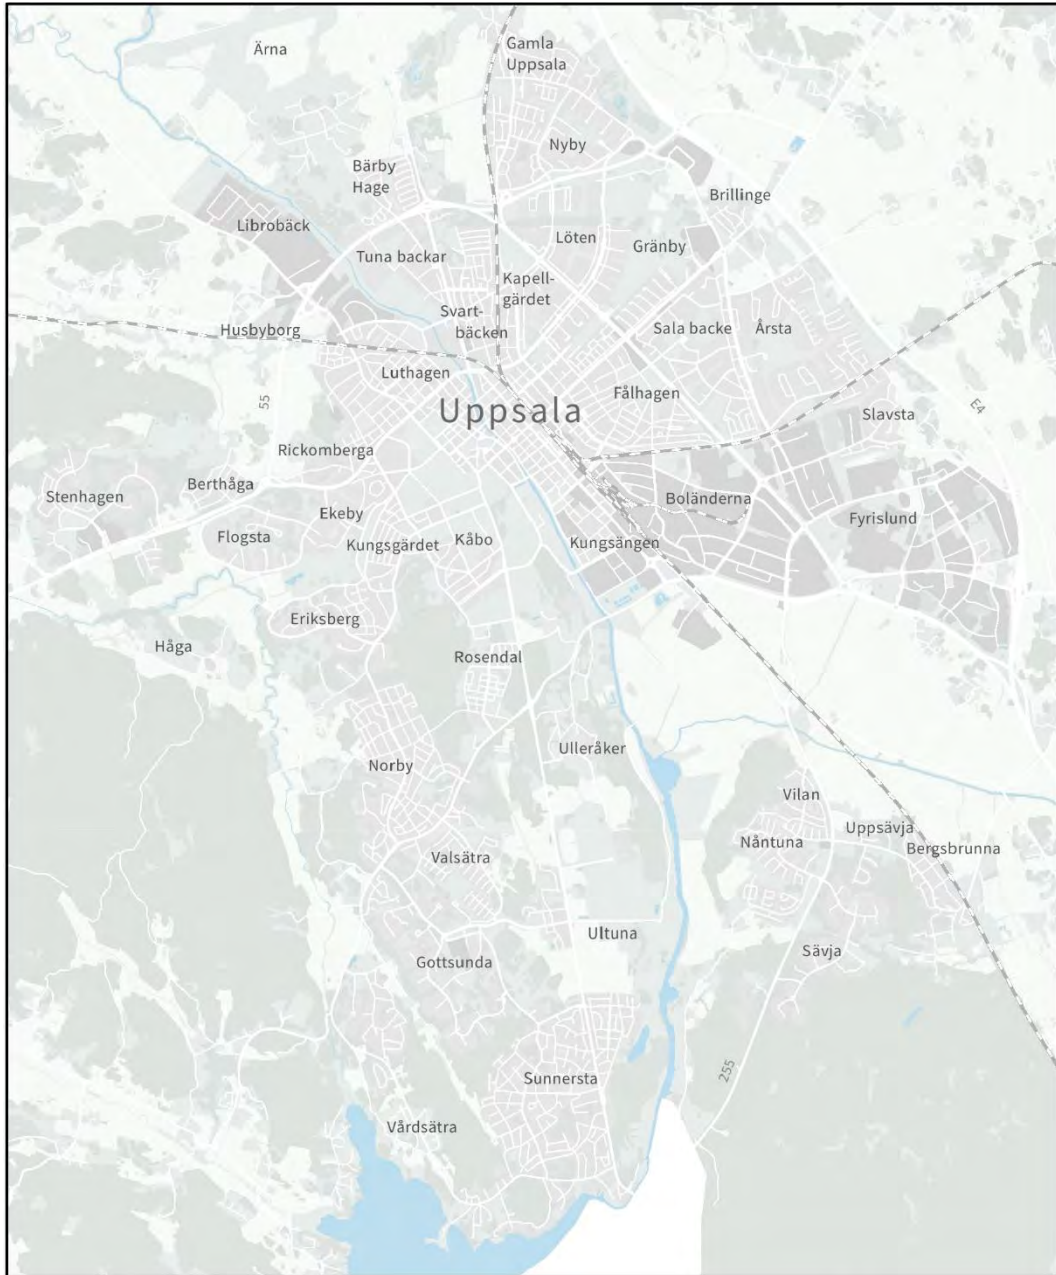 Gamla
Uppsala
Ärna
Nyby
Bärby
Hage
Brillinge
Librobäck
Löten
Gränby
Tuna backar
Kapell-
gärdet
Svart-
bäcken
Husbyborg
Sala backe
Årsta
Luthagen
Fålhagen
55
E4
Uppsala
Slavsta
Rickomberga
Berthåga
Stenhagen
Boländerna
Ekeby
Fyrislund
Flogsta
Kungsgärdet
Kåbo
Kungsängen
Eriksberg
Håga
Rosendal
Ulleråker
Norby
Vilan
Uppsävja
Nåntuna
Bergsbrunna
Valsätra
Ultuna
Sävja
Gottsunda
255
Sunnersta
Vårdsätra